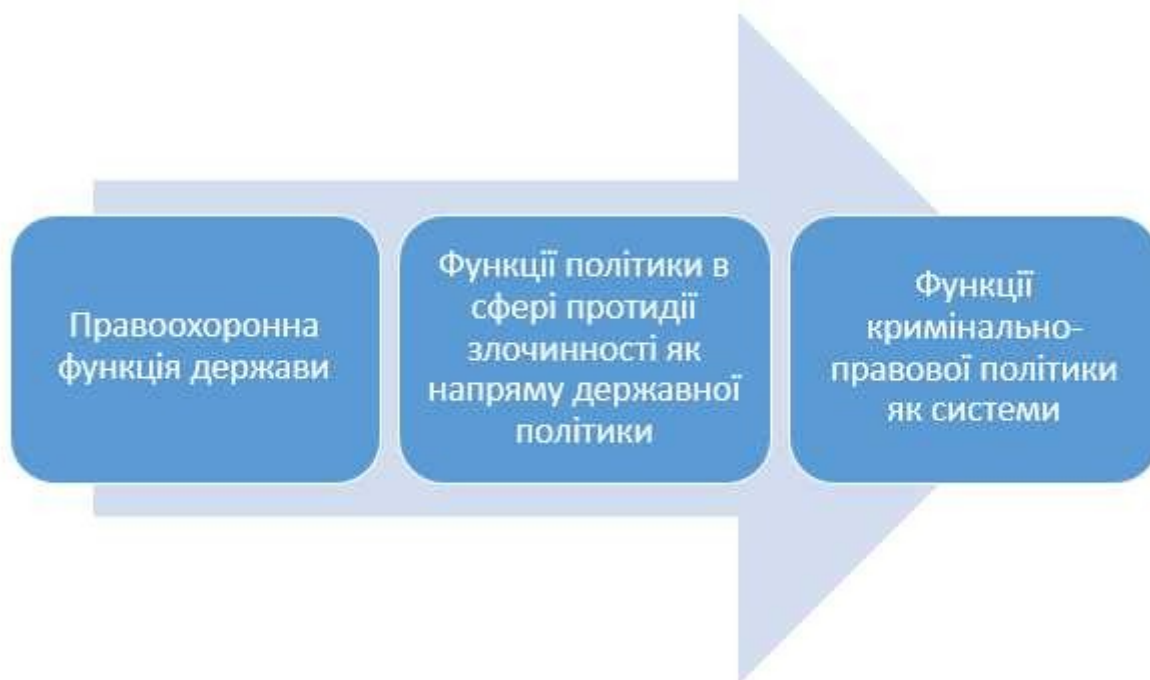 Правоохоронна
функція держави
Функції політики в
сфері протидії
злочинності як
напряму державної
політики
Функції
кримінально-
правової політики
як системи